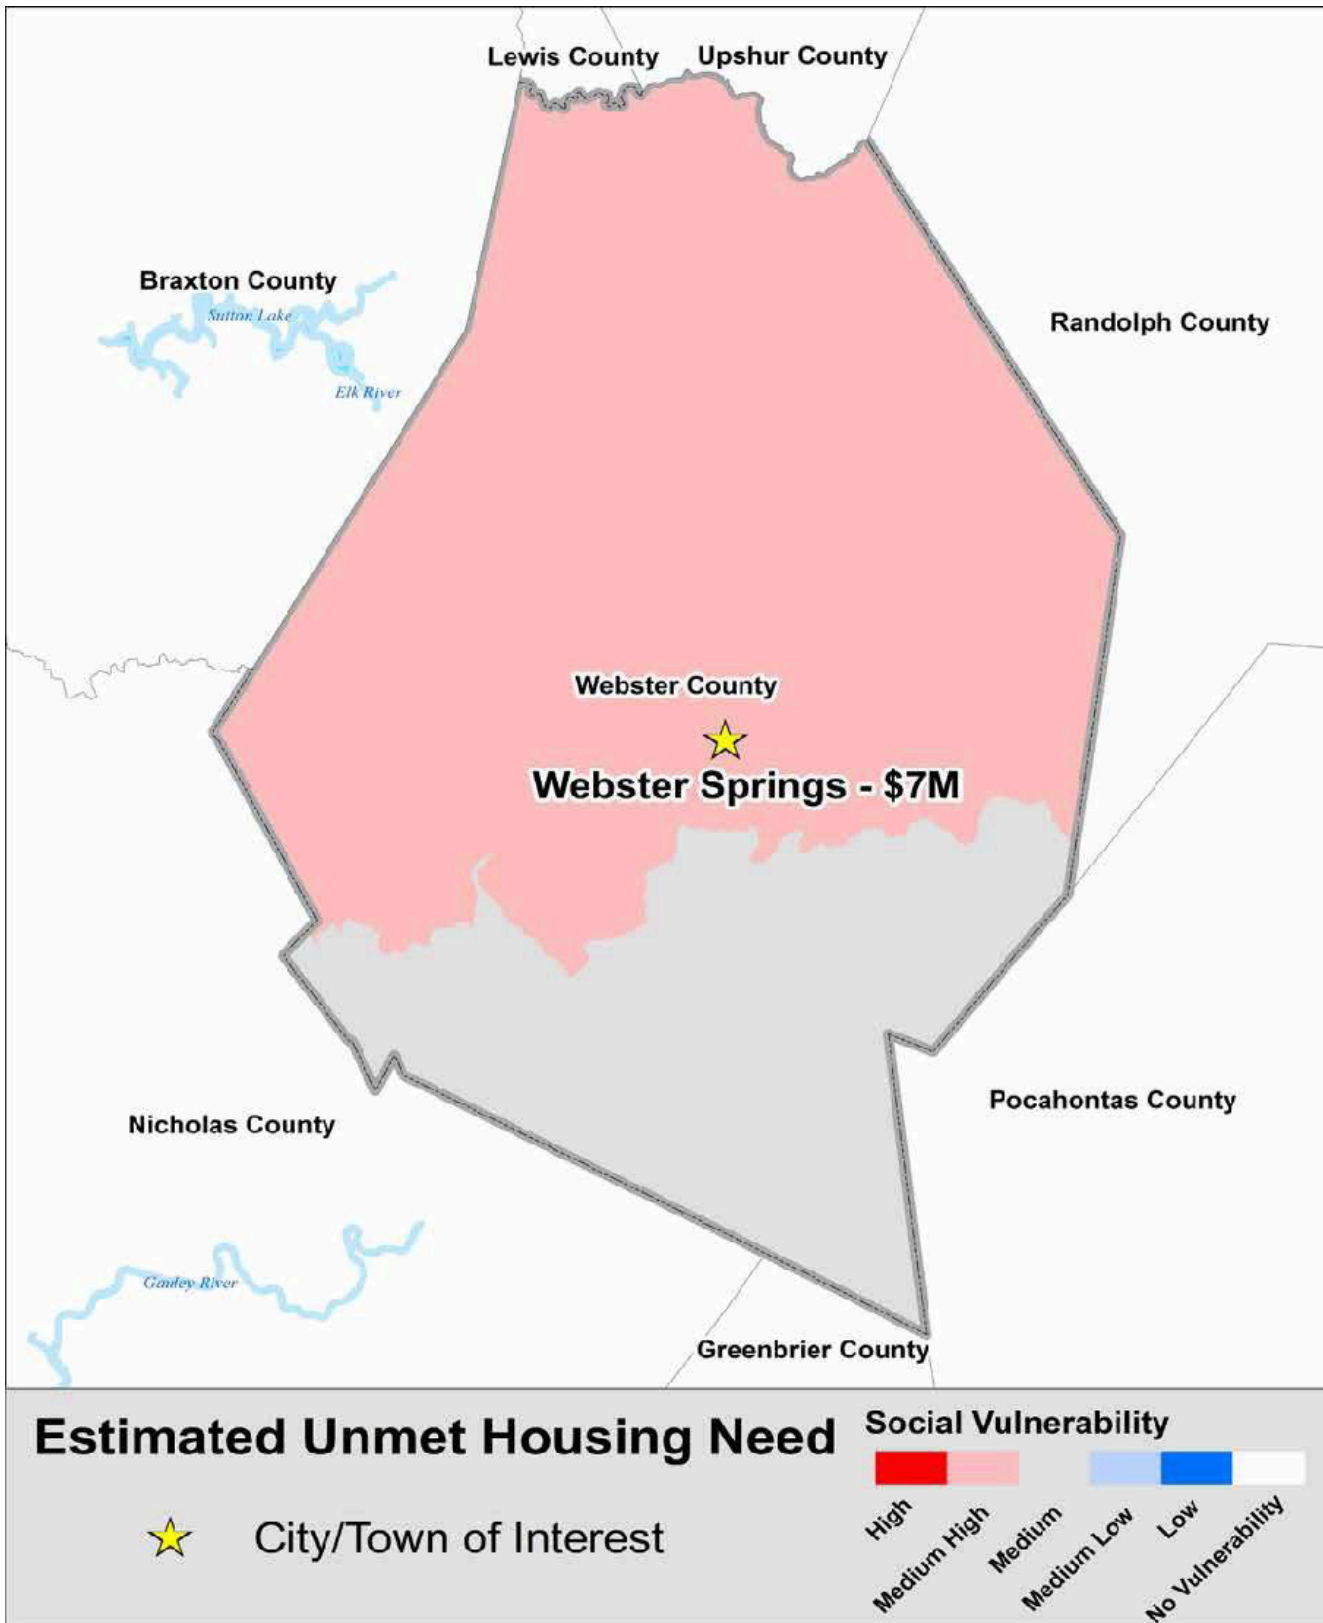 Lewis County Upshur County
Braxton County
Sutton Lake
Randolph County
Elk River
Webster County
Webster Springs - $7M
Pocahontas County
Nicholas County
Gauley River
Greenbrier County
Estimated Unmet Housing Need
City/Town of Interest
Social Vulnerability
High
Medium High
Medium
Medium Low
Low
No Vulnerability